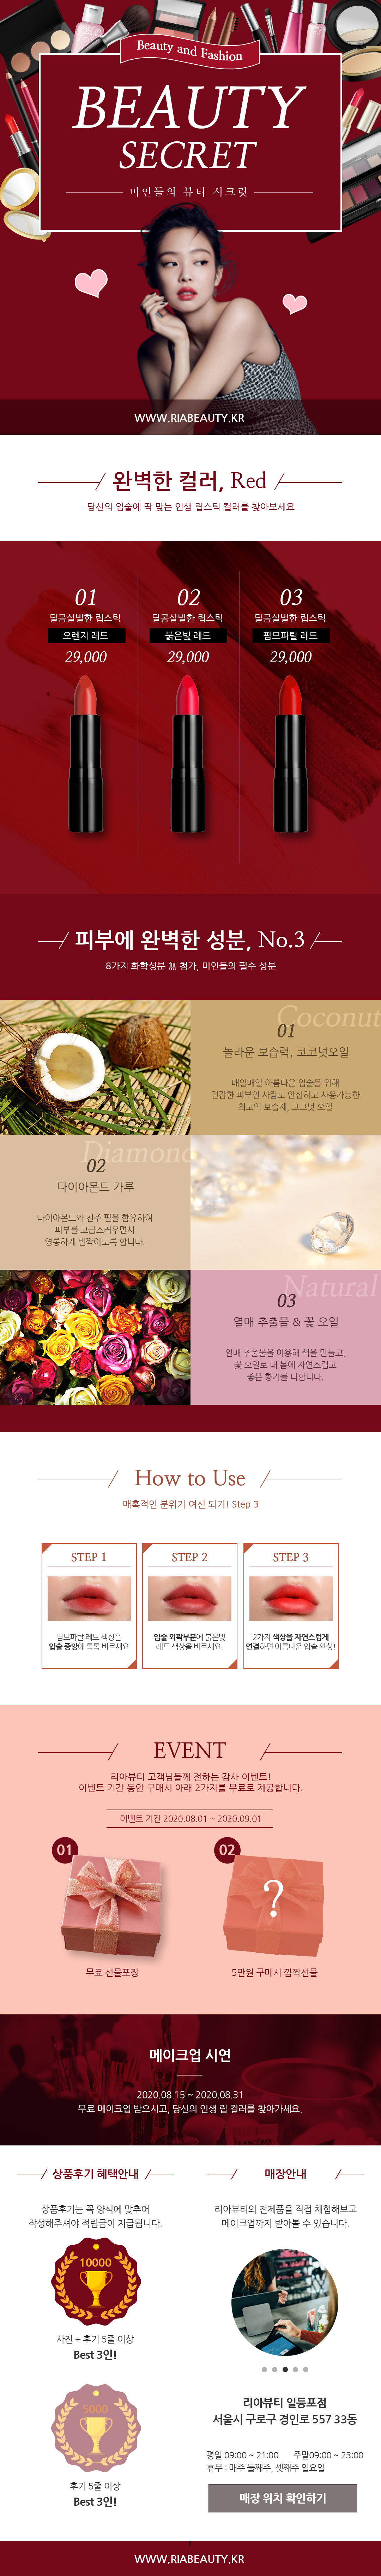 Beauty and Fashion
BEAUTY
SECRET
미인들의 뷰티 시크릿
WWW.RIABEAUTY.KR
완벽한 컬러, Red
당신의 입술에 딱 맞는 인생 립스틱 컬러를 찾아보세요
01
달콤살벌한 립스틱
오렌지 레드
29,000
02
달콤살벌한 립스틱
붉은빛 레드
29,000
03
달콤살벌한 립스틱
팜므파탈 레트
29,000
피부에 완벽한 성분, No.3
8가지 화학성분 無 첨가, 미인들의 필수 성분
Coconut
01
놀라운 보습력, 코코넛오일
매일매일 아름다운 입술을 위해
민감한 피부인 사람도 안심하고 사용가능한
최고의 보습제, 코코넛 오일
Diamond
02
다이아몬드 가루
다이아몬드와 진주 펄을 함유하여
피부를 고급스러우면서
영롱하게 반짝이도록 합니다.
Natural
03
열매 추출물 & 꽃 오일
열매 추출물을 이용해 색을 만들고,
꽃 오일로 내 몸에 자연스럽고
좋은 향기를 더합니다.
How to Use
매혹적인 분위기 여신 되기! Step 3
STEP 1
팜므파탈 레드 색상을
입술 중앙에 톡톡 바르세요
STEP 2
입술 외곽부분에 붉은빛
레드 색상을 바르세요.
STEP 3
2가지 색상을 자연스럽게
연결하면 아름다운 입술 완성!
EVENT
리아뷰티 고객님들께 전하는 감사 이벤트!
이벤트 기간 동안 구매시 아래 2가지를 무료로 제공합니다.
이벤트 기간 2020.08.01 ~ 2020.09.01
01
무료 선물포장
02
?
5만원 구매시 깜짝선물
메이크업 시연
2020.08.15 ~ 2020.08.31
무료 메이크업 받으시고, 당신의 인생 립 컬러를 찾아가세요.
상품후기 혜택안내
상품후기는 꼭 양식에 맞추어
작성해주셔야 적립금이 지급됩니다.
10000
사진 + 후기 5줄 이상
Best 3인!
5000
후기 5줄 이상
Best 3인!
매장안내
리아뷰티의 전제품을 직접 체험해보고
메이크업까지 받아볼 수 있습니다.
리아뷰티 일등포점
서울시 구로구 경인로 557 33동
평일 09:00 ~ 21:00 주말09:00 ~ 23:00
휴무 : 매주 둘째주, 셋째주 일요일
매장 위치 확인하기
WWW.RIABEAUTY.KR